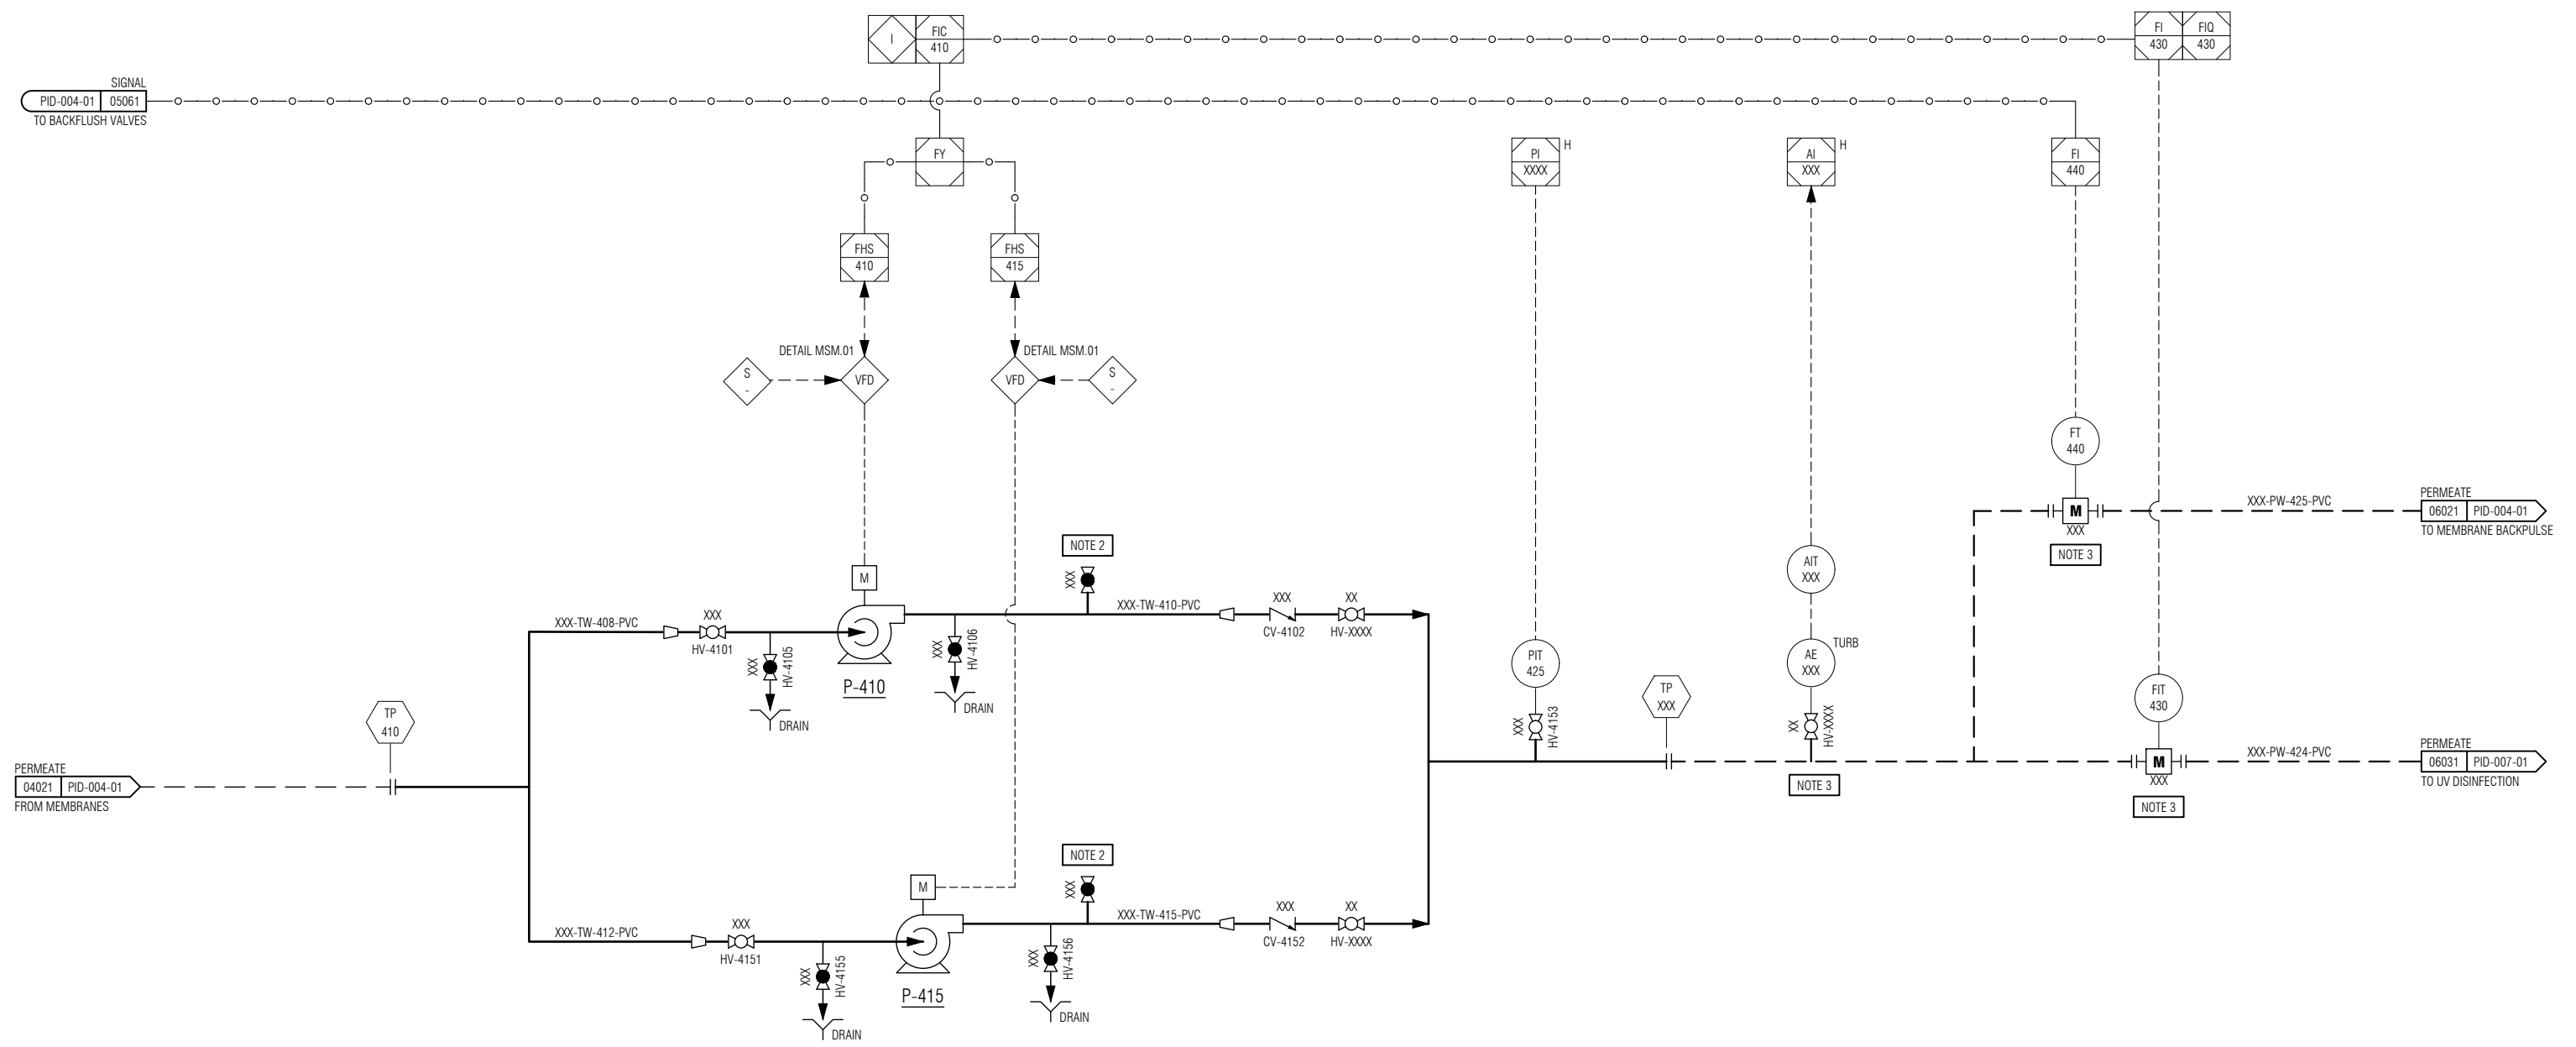 I
FIC
410
FI
430
FIQ
430
SIGNAL
PID-004-01 05061
TO BACKFLUSH VALVES
FY
PI
XXXX
H
AI
XXX
H
FI
440
FHS
410
FHS
415
DETAIL MSM.01
DETAIL MSM.01
S
-
VFD
VFD
S
-
FT
440
M
XXX
NOTE 3
XXX-PW-425-PVC
PERMEATE
06021 PID-004-01
TO MEMBRANE BACKPULSE
NOTE 2
XXX
M
AIT
XXX
XXX-TW-408-PVC
XXX
HV-4101
XXX
HV-4105
DRAIN
P-410
XXX
HV-4106
DRAIN
XXX-TW-410-PVC
XXX
CV-4102
XX
HV-XXXX
PIT
425
XXX
HV-4153
AE
XXX
TURB
XX
HV-XXXX
TP
XXX
FIT
430
TP
410
PERMEATE
04021 PID-004-01
FROM MEMBRANES
NOTE 3
M
XXX
NOTE 3
XXX-PW-424-PVC
PERMEATE
06031 PID-007-01
TO UV DISINFECTION
NOTE 2
XXX
M
XXX-TW-412-PVC
XXX
HV-4151
XXX
HV-4155
DRAIN
P-415
XXX
HV-4156
DRAIN
XXX-TW-415-PVC
XXX
CV-4152
XX
HV-XXXX